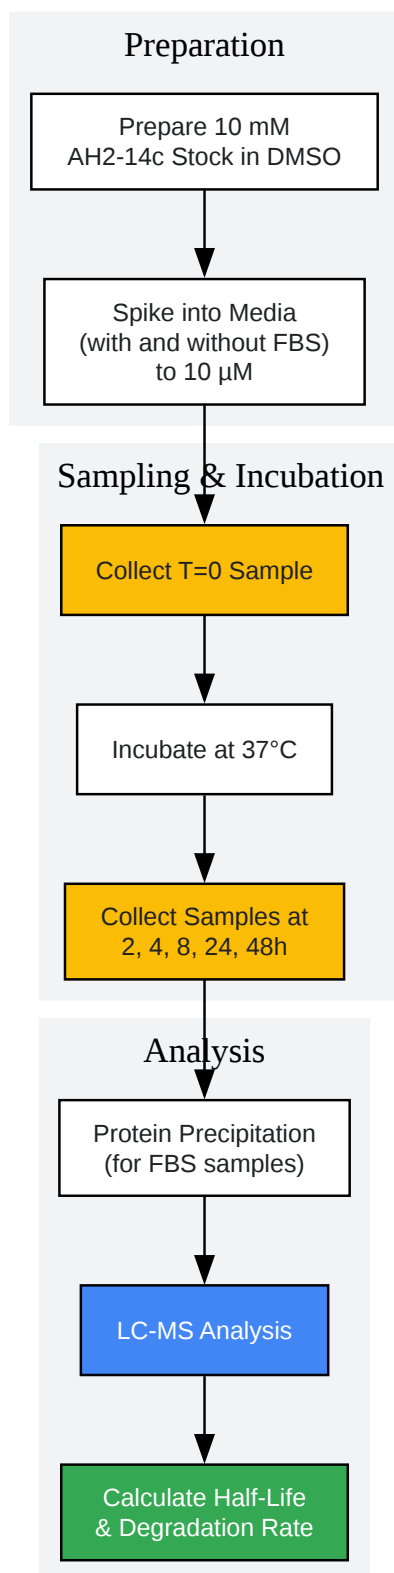 Preparation
Prepare 10 mM
AH2-14c Stock in DMSO
Spike into Media
(with and without FBS)
to 10 µM
Sampling & Incubation
Collect T=0 Sample
Incubate at 37°C
Collect Samples at
2, 4, 8, 24, 48h
Analysis
Protein Precipitation
(for FBS samples)
LC-MS Analysis
Calculate Half-Life
& Degradation Rate